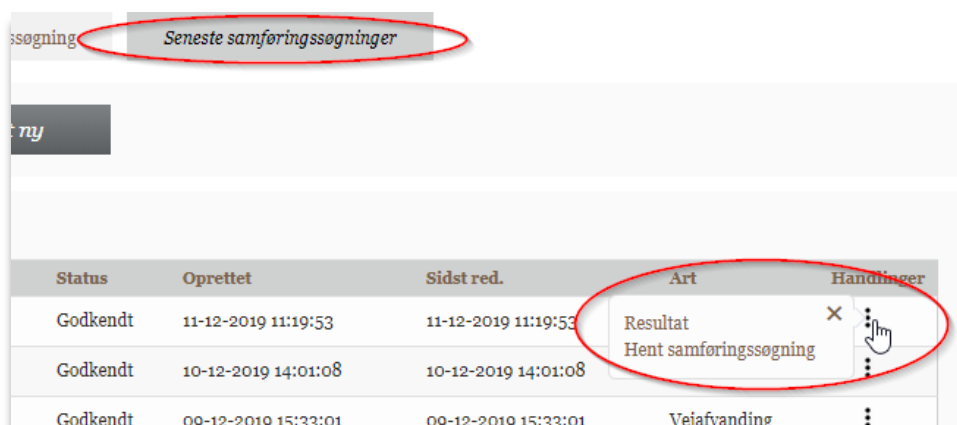 ssøgning Seneste samføringssøgninger
ny
Status Oprettet Sidst red. Art Handlinger
Godkendt 11-12-2019 11:19:53 11-12-2019 11:19:53 Resultat
Hent samføringssøgning
Godkendt 10-12-2019 14:01:08 10-12-2019 14:01:08
Godkendt 09-12-2019 15:33:01 09-12-2019 15:33:01 Vejafvanding